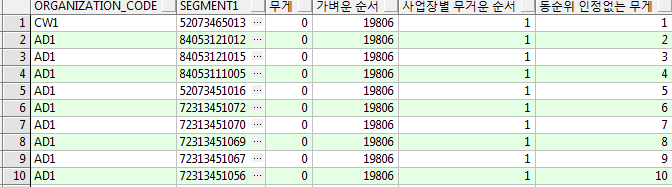 ORGANIZATION_CODE SEGMENT1 무게 가벼운 순서 사업장별 무거운 순서 동순위 인정없는 무게
1 CW1 52073465013 ... 0 19806 1 1
2 AD1 84053121012 ... 0 19806 1 2
3 AD1 84053121015 ... 0 19806 1 3
4 AD1 84053111005 ... 0 19806 1 4
5 AD1 52073451016 ... 0 19806 1 5
6 AD1 72313451072 ... 0 19806 1 6
7 AD1 72313451070 ... 0 19806 1 7
8 AD1 72313451069 ... 0 19806 1 8
9 AD1 72313451067 ... 0 19806 1 9
10 AD1 72313451056 ... 0 19806 1 10